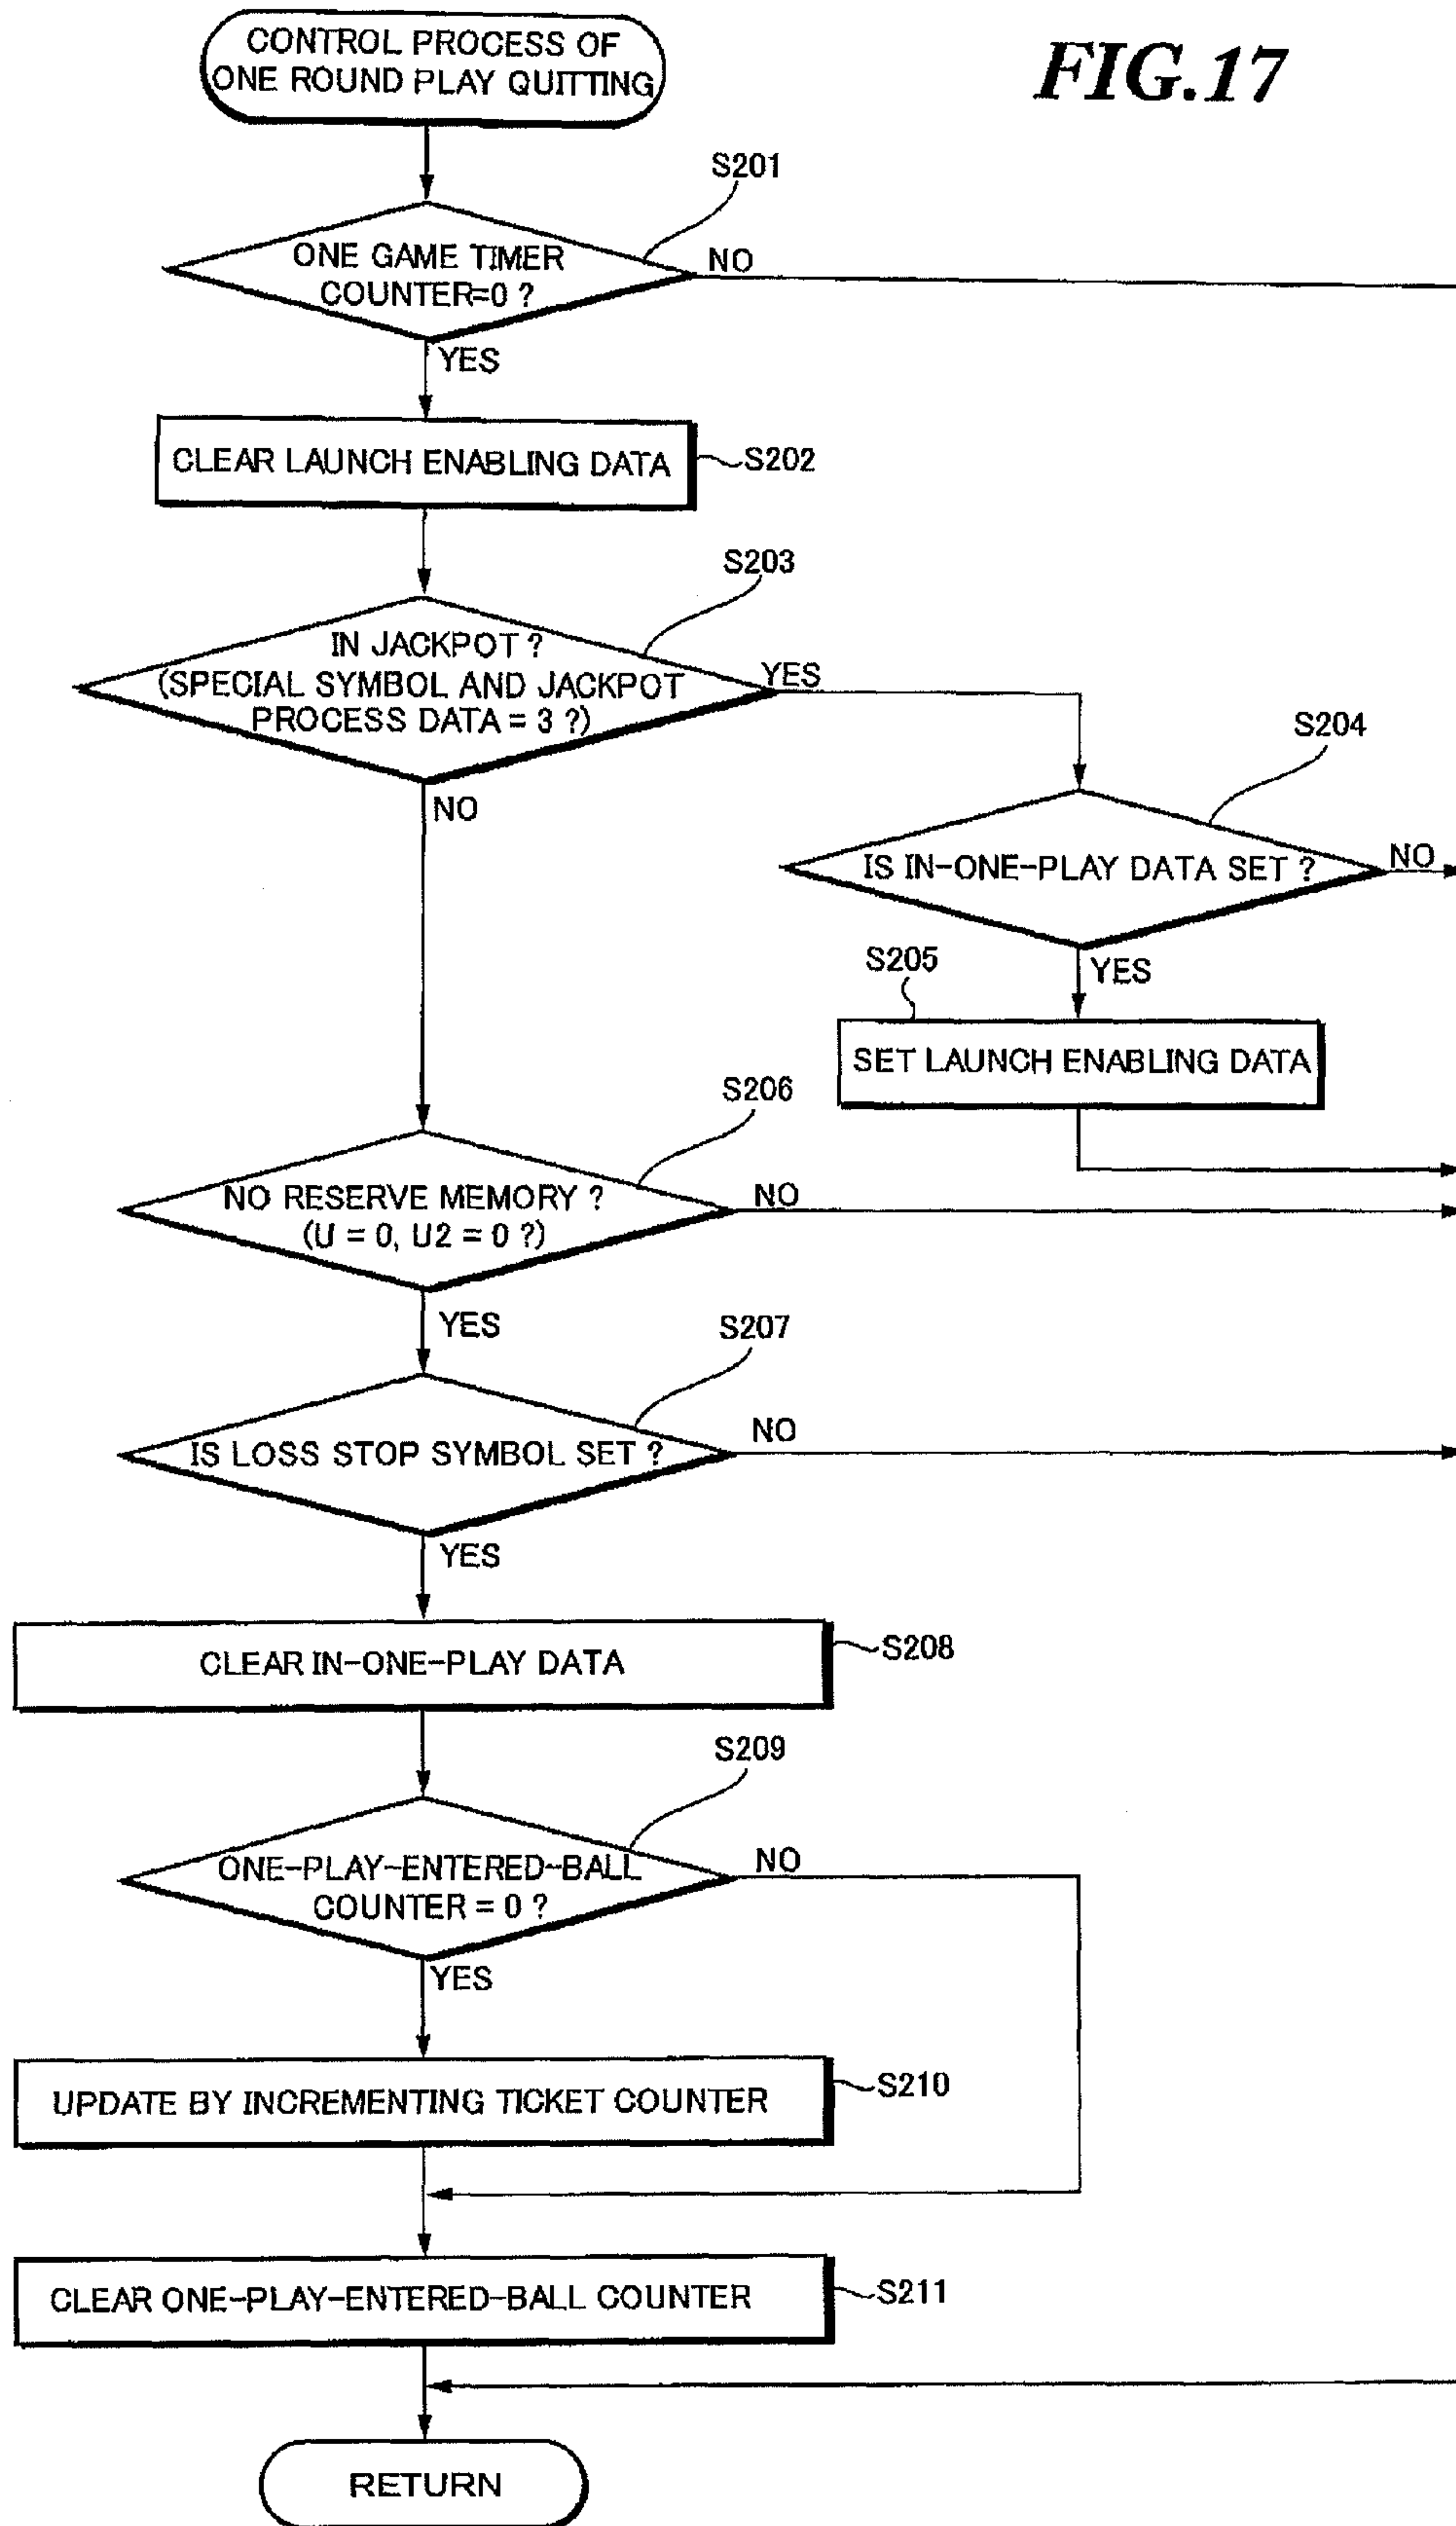 CONTROL PROCESS OF
ONE ROUND PLAY QUITTING
FIG.17
S201
ONE GAME TIMER
COUNTER=0 ?
NO
YES
CLEAR LAUNCH ENABLING DATA
S202
S203
IN JACKPOT ?
(SPECIAL SYMBOL AND JACKPOT
PROCESS DATA = 3 ?)
YES
NO
S204
IS IN-ONE-PLAY DATA SET ?
NO
YES
S205
SET LAUNCH ENABLING DATA
S206
NO RESERVE MEMORY ?
(U = 0, U2 = 0 ?)
NO
YES
S207
IS LOSS STOP SYMBOL SET ?
NO
YES
CLEAR IN-ONE-PLAY DATA
S208
S209
ONE-PLAY-ENTERED-BALL
COUNTER = 0 ?
NO
YES
UPDATE BY INCREMENTING TICKET COUNTER
S210
CLEAR ONE-PLAY-ENTERED-BALL COUNTER
S211
RETURN